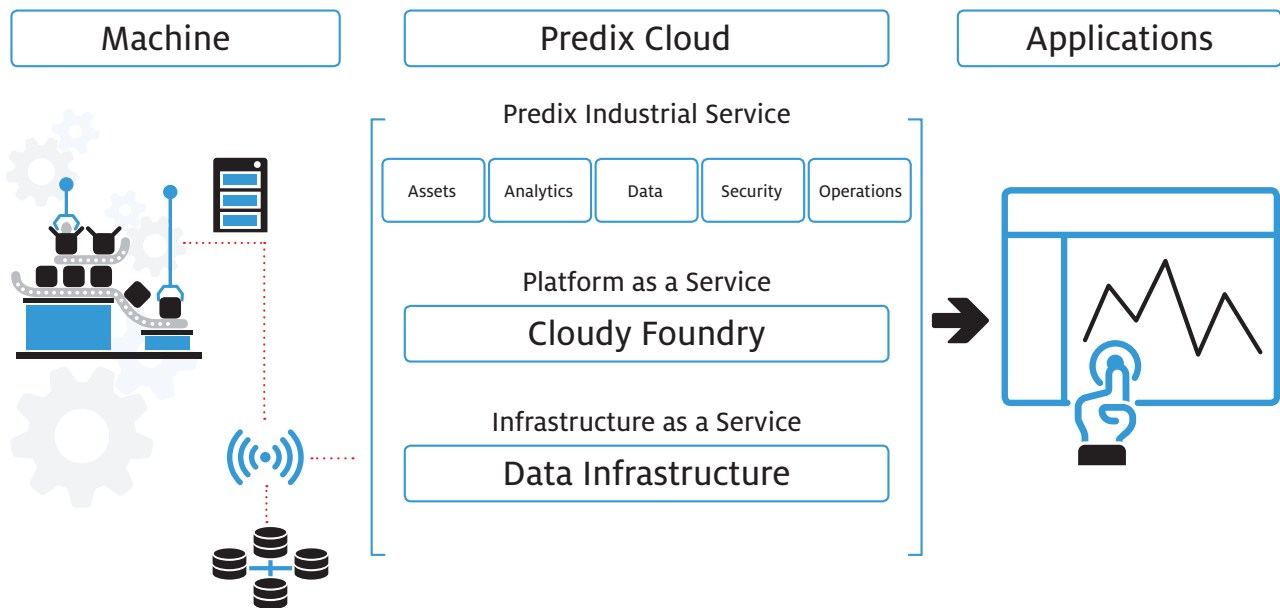 Machine
Predix Cloud
Applications
Predix Industrial Service
Assets
Analytics
Data
Security
Operations
Platform as a Service
Cloudy Foundry
Infrastructure as a Service
Data Infrastructure